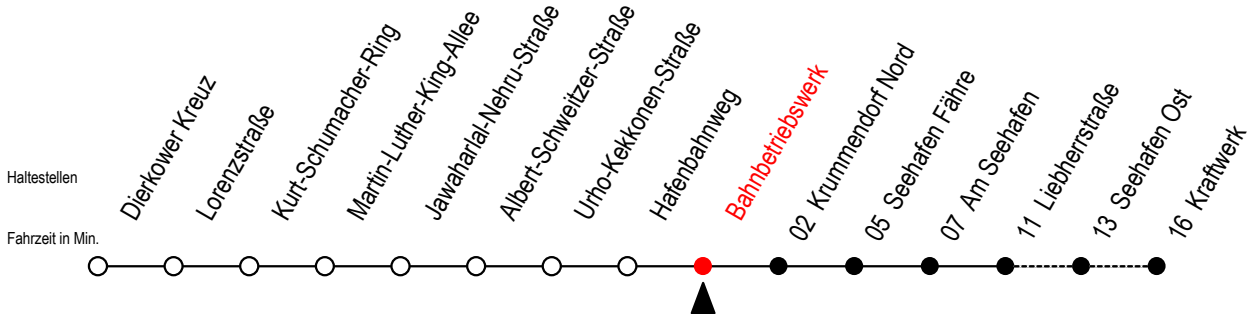 Haltestellen
Fahrzeit in Min.
Dierkower Kreuz
Lorenzstraße
Kurt-Schumacher-Ring
Martin-Luther-King-Allee
Jawaharlal-Nehru-Straße
Albert-Schweitzer-Straße
Urho-Kekkonen-Straße
Hafenbahnweg
Bahnbetriebswerk
02 Krummendorf Nord
05 Seehafen Fähre
07 Am Seehafen
11 Liebherrstraße
13 Seehafen Ost
16 Kraftwerk